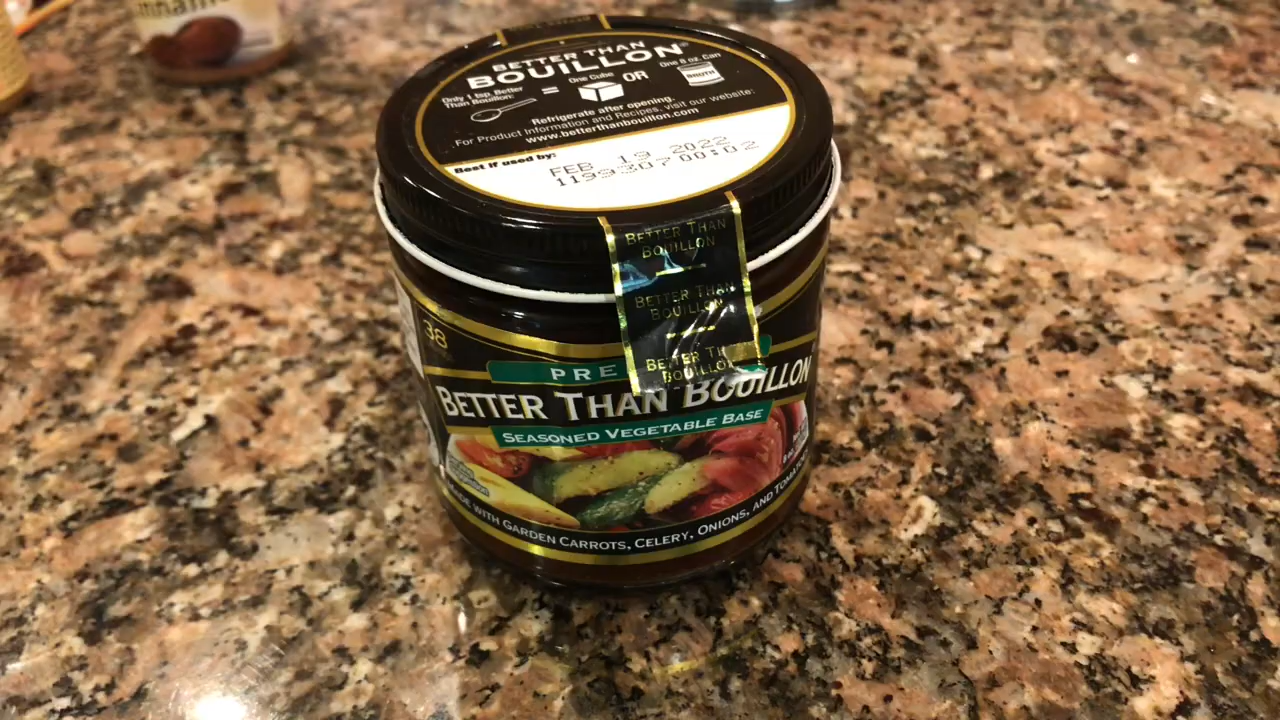 BETTER THAN
BOUILLON®
Only 1 tsp Better
Than Bouillon:
=
One Cube
OR
One 8 oz. Can
BROTH
Refrigerate after opening.
For Product Information and Recipes, visit our website:
www.betterthanbouillon.com
Best if used by:
FEB 19 2022
119930700:02
BETTER THAN
BOUILLON
BETTER THAN
BOUILLON
BETTER TH
BOUILLON
38
PRE
BETTER THAN BOUILLON
SEASONED VEGETABLE BASE
MADE WITH GARDEN CARROTS, CELERY, ONIONS, AND TOMATOES